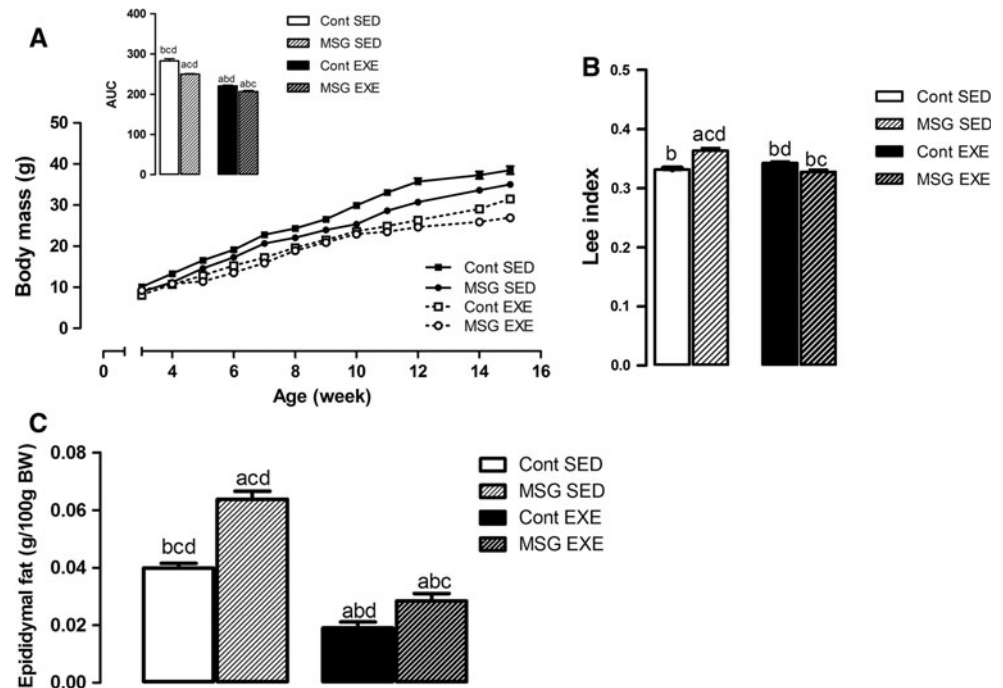 A
400
300
200
100
0
AUC
bcd
acd
abd
abc
Cont SED
MSG SED
Cont EXE
MSG EXE
50
40
30
20
10
0
Body mass (g)
Cont SED
MSG SED
Cont EXE
MSG EXE
0 4 6 8 10 12 14 16
Age (week)
B
0.5
0.4
0.3
0.2
0.1
0.0
Lee index
b
acd
bd
bc
Cont SED
MSG SED
Cont EXE
MSG EXE
C
0.08
0.06
0.04
0.02
0.00
Epididymal fat (g/100g BW)
bcd
acd
abd
abc
Cont SED
MSG SED
Cont EXE
MSG EXE